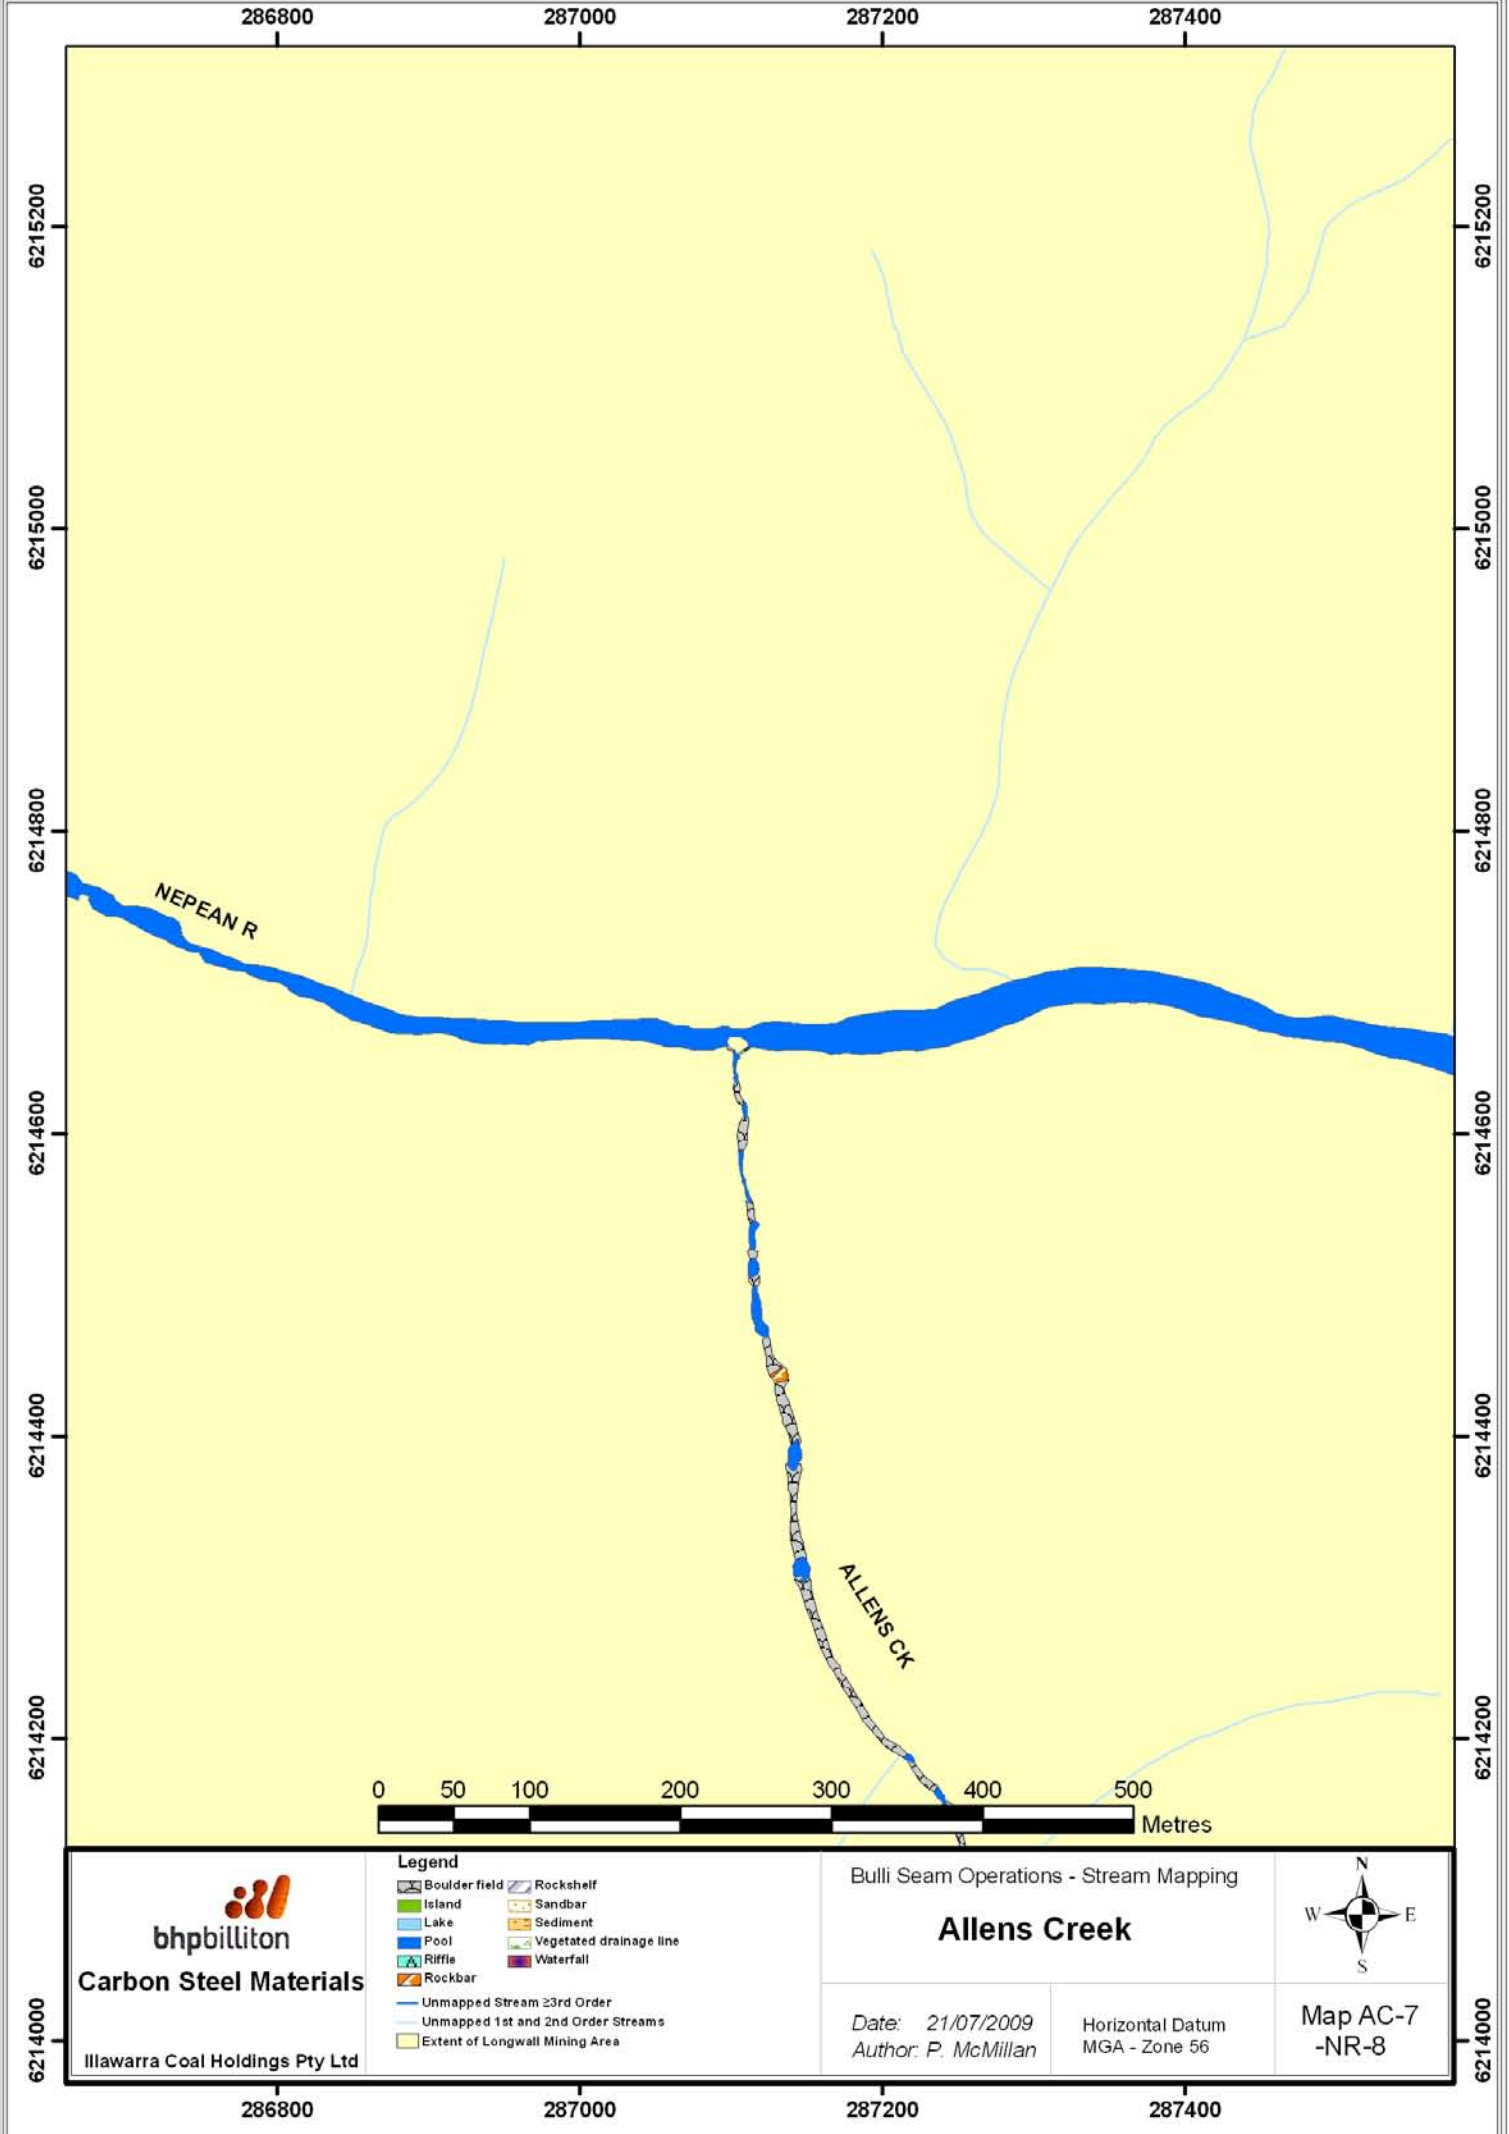 286800 287000 287200 287400
6215200 6215200
6215000 6215000
6214800 6214800
NEPEAN R
6214600 6214600
6214400 6214400
ALLENS CK
6214200 6214200
0 50 100 200 300 400 500
Metres
bhpbilliton
Carbon Steel Materials
Illawarra Coal Holdings Pty Ltd
Legend
Boulder field Rockshelf
Island Sandbar
Lake Sediment
Pool Vegetated drainage line
Riffle Waterfall
Rockbar
Unmapped Stream ≥3rd Order
Unmapped 1st and 2nd Order Streams
Extent of Longwall Mining Area
Bulli Seam Operations - Stream Mapping
Allens Creek
Date: 21/07/2009
Author: P. McMillan
Horizontal Datum
MGA - Zone 56
N
W E
S
Map AC-7
-NR-8
6214000 6214000
286800 287000 287200 287400